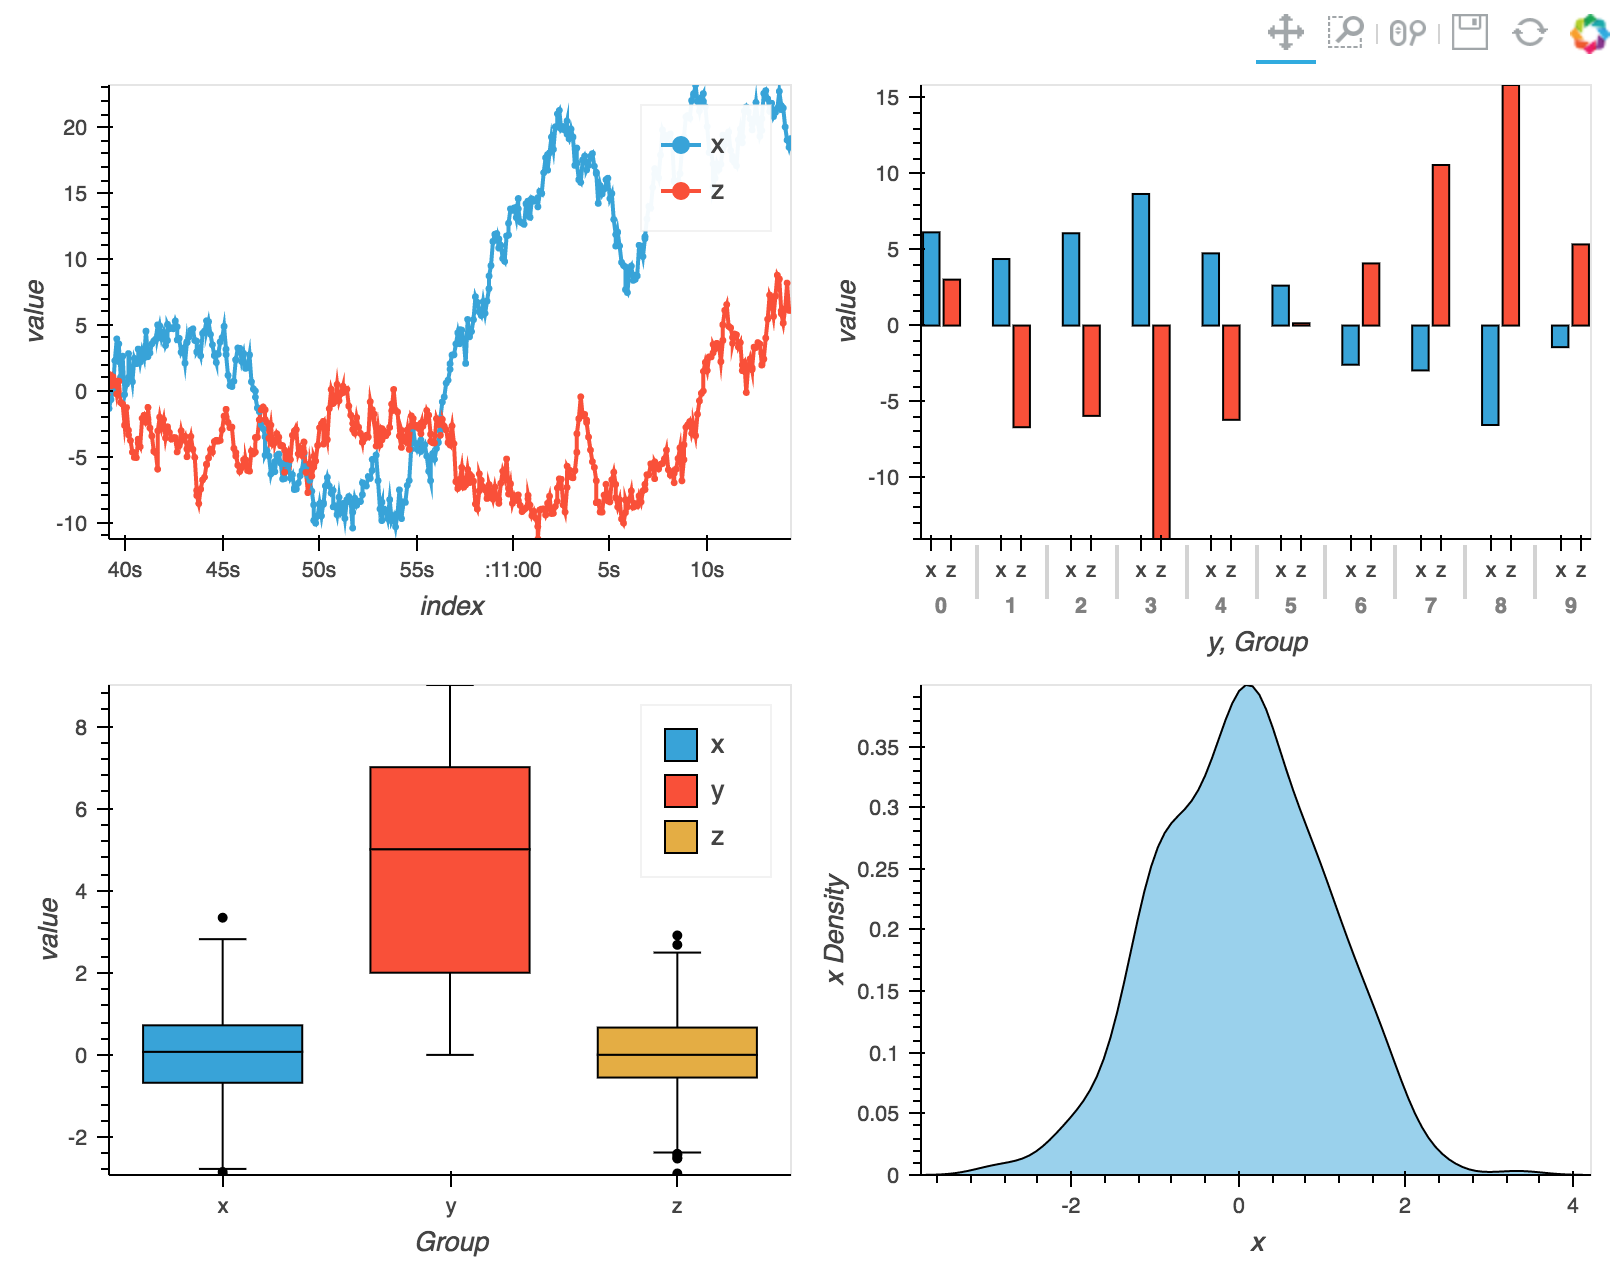 20
15
10
5
0
-5
-10
value
x
z
40s 45s 50s 55s :11:00 5s 10s
index
15
10
5
0
-5
-10
value
x z x z x z x z x z x z x z x z x z x z
0 1 2 3 4 5 6 7 8 9
y, Group
8
6
4
2
0
-2
value
x
y
z
x y z
Group
0.35
0.3
0.25
0.2
0.15
0.1
0.05
0
x Density
-2 0 2 4
x